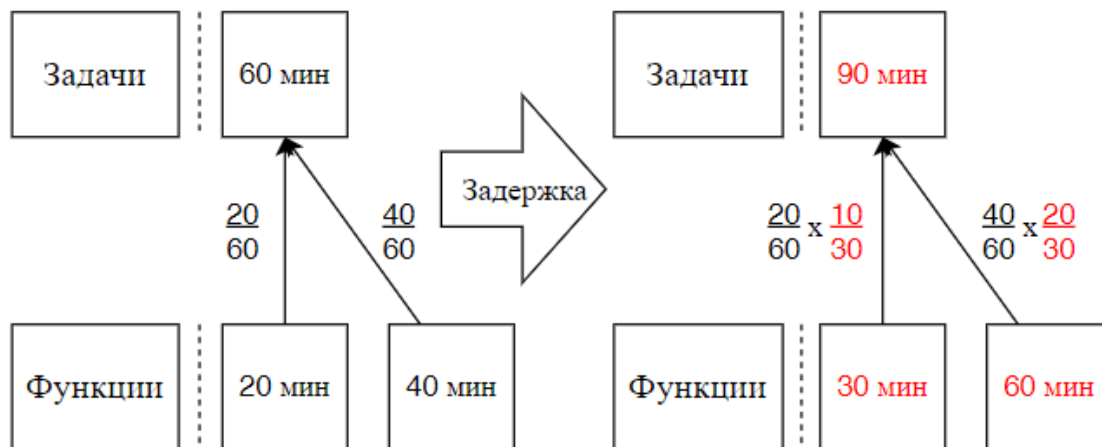 Задачи
60 мин
20
60
40
60
Функции
20 мин
40 мин
Задержка
Задачи
90 мин
20 x 10
60 30
40 x 20
60 30
Функции
30 мин
60 мин